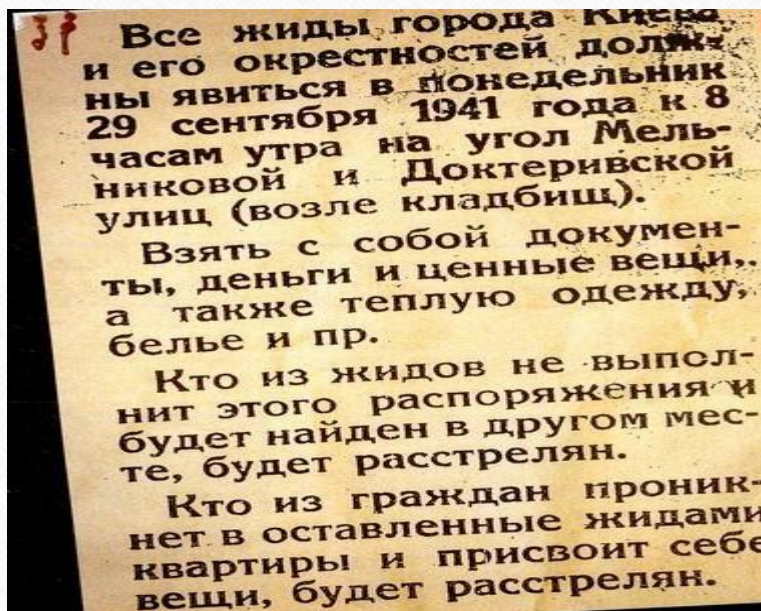 Все жиды города Киева
и его окрестностей долж-
ны явиться в понедельник
29 сентября 1941 года к 8
часам утра на угол Мель-
никовой и Доктеривской
улиц (возле кладбищ).
Взять с собой докумен-
ты, деньги и ценные вещи,.
а также теплую одежду,
белье и пр.
Кто из жидов не выпол-
нит этого распоряжения и
будет найден в другом мес-
те, будет расстрелян.
Кто из граждан проник-
нет в оставленные жидами
квартиры и присвоит себе
вещи, будет расстрелян.